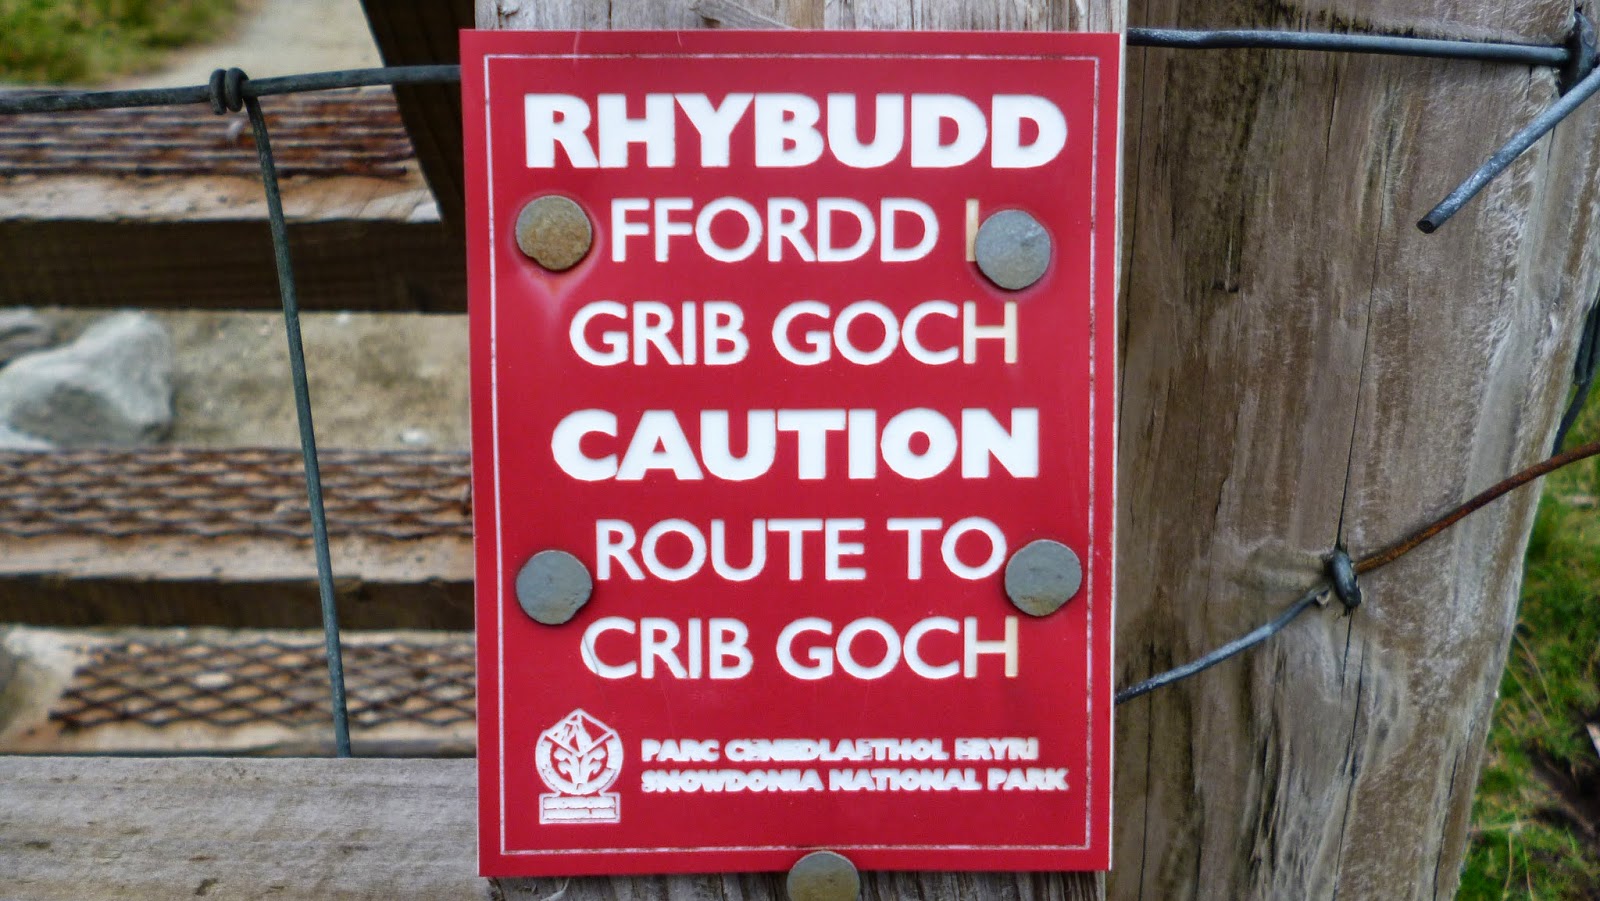 RHYBUDD
FFORDD I
GRIB GOCH
CAUTION
ROUTE TO
CRIB GOCH
PARC CENEDLAETHOL ERYRI
SNOWDONIA NATIONAL PARK